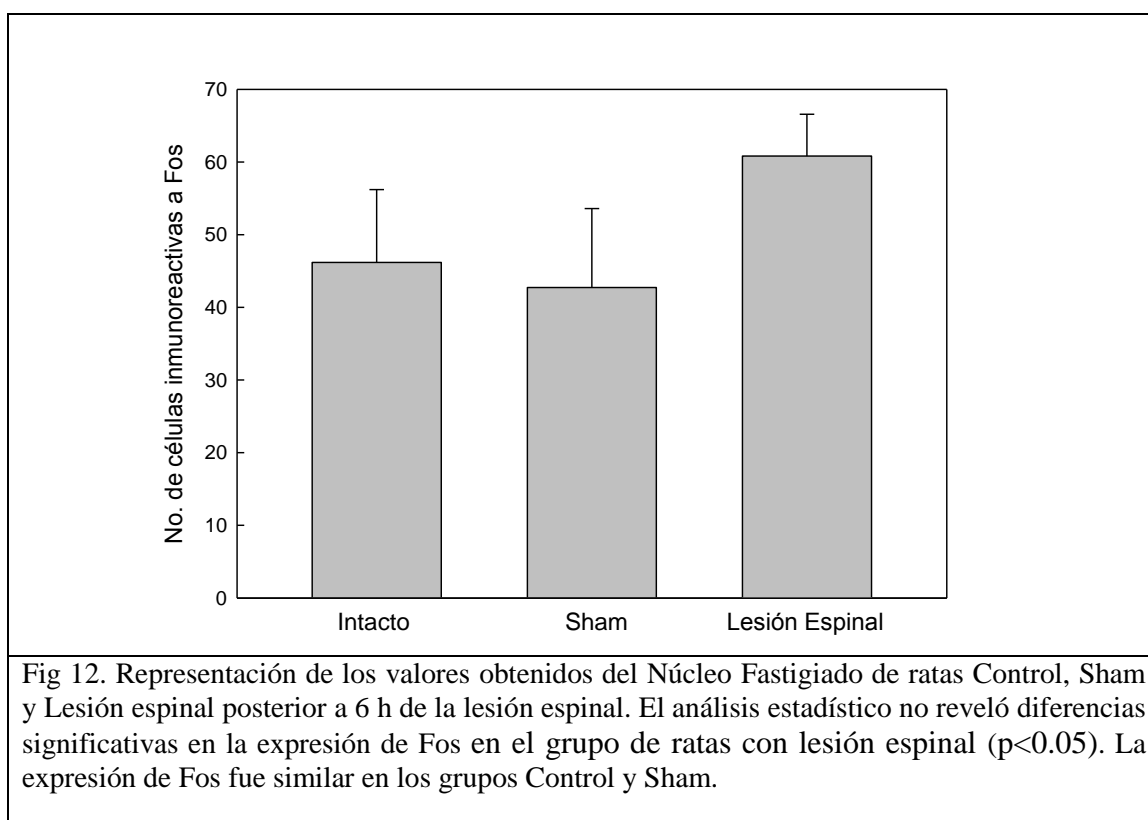 70
60
50
40
30
20
10
0
No. de células inmunoreactivas a Fos
Intacto Sham Lesión Espinal
Fig 12. Representación de los valores obtenidos del Núcleo Fastigiado de ratas Control, Sham
y Lesión espinal posterior a 6 h de la lesión espinal. El análisis estadístico no reveló diferencias
significativas en la expresión de Fos en el grupo de ratas con lesión espinal (p<0.05). La
expresión de Fos fue similar en los grupos Control y Sham.